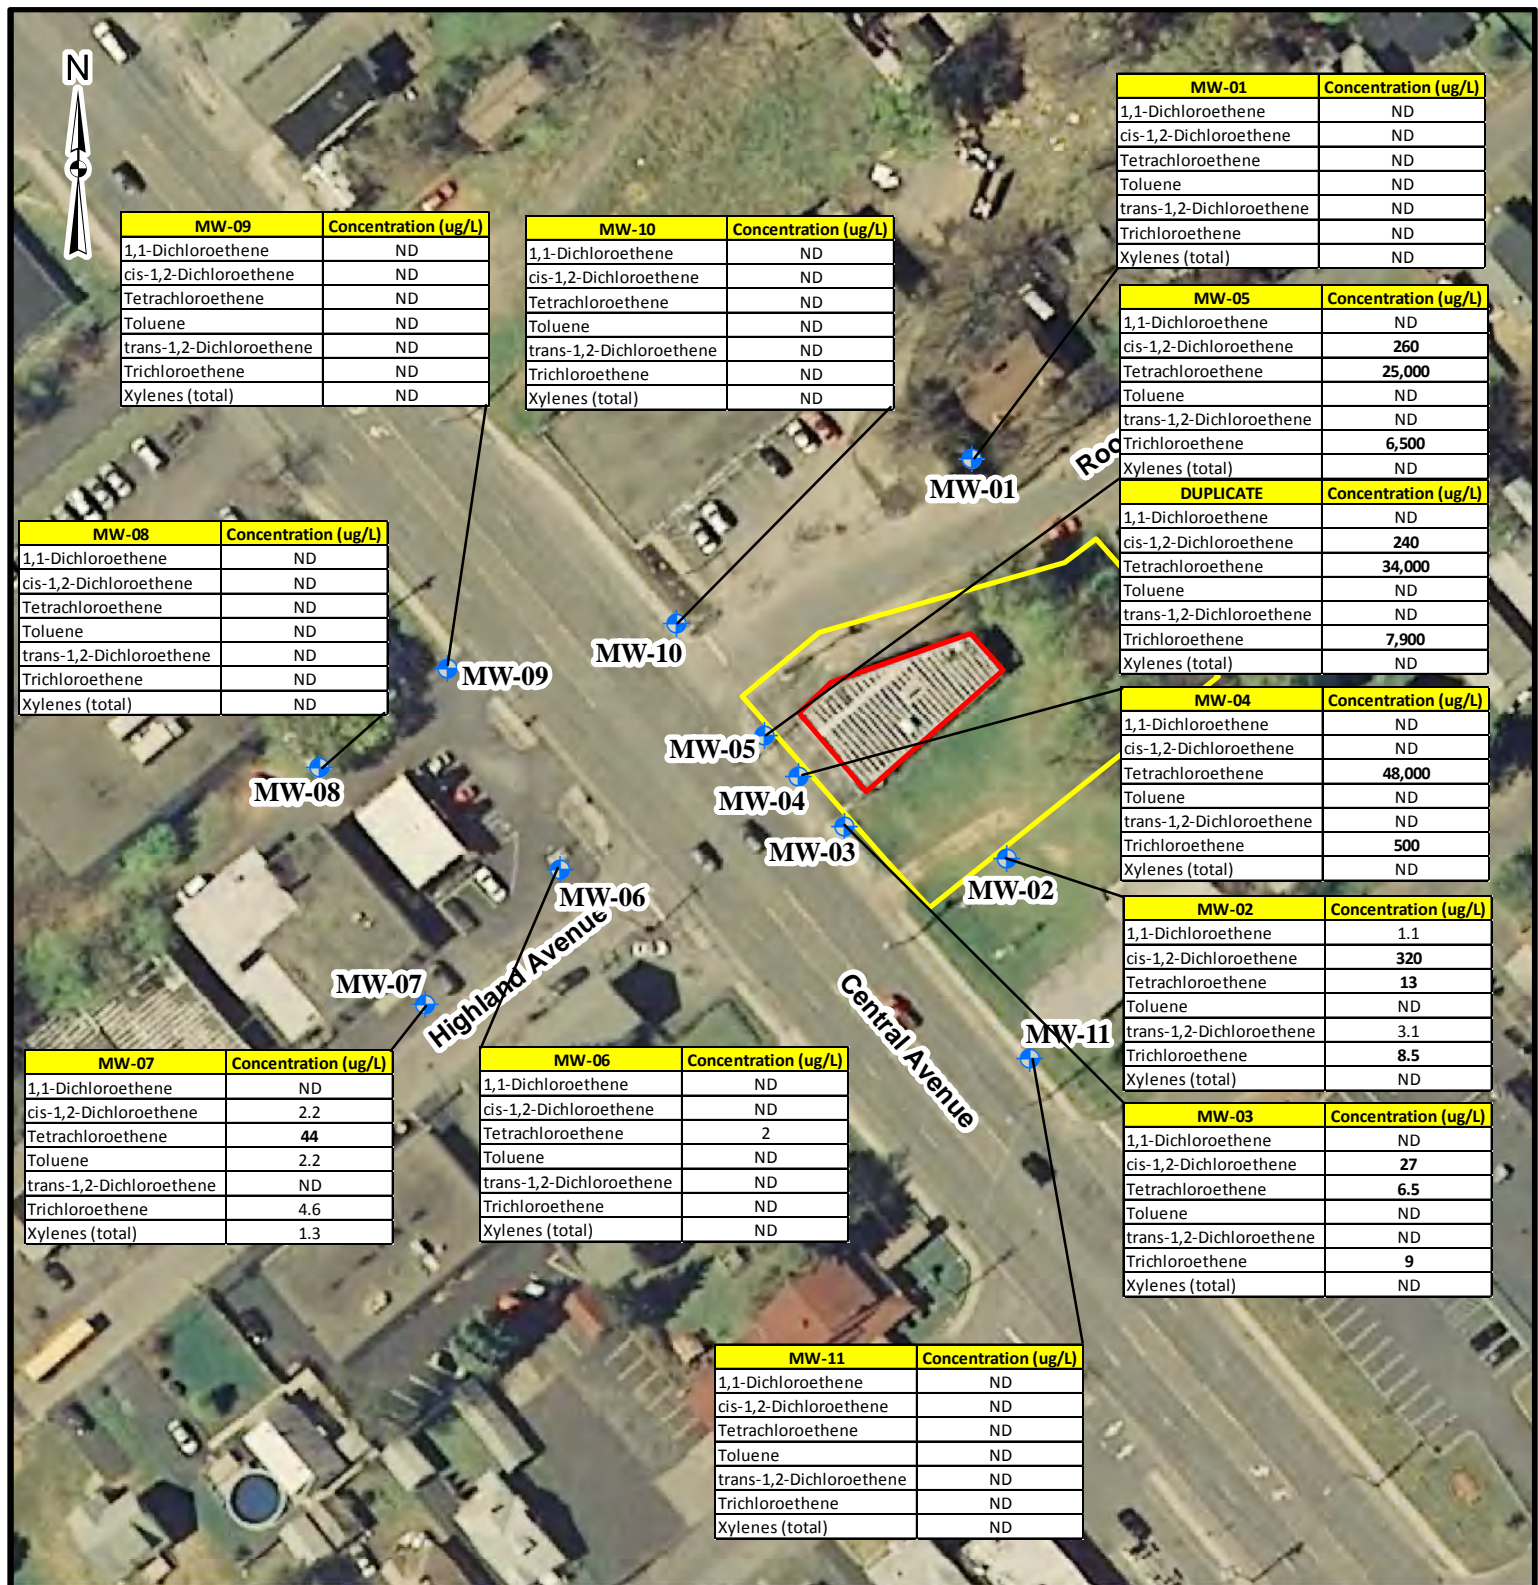 N
MW-01 Concentration (ug/L)
1,1-Dichloroethene ND
cis-1,2-Dichloroethene ND
Tetrachloroethene ND
Toluene ND
trans-1,2-Dichloroethene ND
Trichloroethene ND
Xylenes (total) ND
MW-09 Concentration (ug/L)
1,1-Dichloroethene ND
cis-1,2-Dichloroethene ND
Tetrachloroethene ND
Toluene ND
trans-1,2-Dichloroethene ND
Trichloroethene ND
Xylenes (total) ND
MW-10 Concentration (ug/L)
1,1-Dichloroethene ND
cis-1,2-Dichloroethene ND
Tetrachloroethene ND
Toluene ND
trans-1,2-Dichloroethene ND
Trichloroethene ND
Xylenes (total) ND
MW-05 Concentration (ug/L)
1,1-Dichloroethene ND
cis-1,2-Dichloroethene 260
Tetrachloroethene 25,000
Toluene ND
trans-1,2-Dichloroethene ND
Trichloroethene 6,500
Xylenes (total) ND
DUPLICATE Concentration (ug/L)
1,1-Dichloroethene ND
cis-1,2-Dichloroethene 240
Tetrachloroethene 34,000
Toluene ND
trans-1,2-Dichloroethene ND
Trichloroethene 7,900
Xylenes (total) ND
Roo
MW-01
MW-08 Concentration (ug/L)
1,1-Dichloroethene ND
cis-1,2-Dichloroethene ND
Tetrachloroethene ND
Toluene ND
trans-1,2-Dichloroethene ND
Trichloroethene ND
Xylenes (total) ND
MW-10
MW-09
MW-05
MW-08
MW-04
MW-03
MW-02
MW-06
MW-07
Highland Avenue
Central Avenue
MW-11
MW-04 Concentration (ug/L)
1,1-Dichloroethene ND
cis-1,2-Dichloroethene ND
Tetrachloroethene 48,000
Toluene ND
trans-1,2-Dichloroethene ND
Trichloroethene 500
Xylenes (total) ND
MW-02 Concentration (ug/L)
1,1-Dichloroethene 1.1
cis-1,2-Dichloroethene 320
Tetrachloroethene 13
Toluene ND
trans-1,2-Dichloroethene 3.1
Trichloroethene 8.5
Xylenes (total) ND
MW-07 Concentration (ug/L)
1,1-Dichloroethene ND
cis-1,2-Dichloroethene 2.2
Tetrachloroethene 44
Toluene 2.2
trans-1,2-Dichloroethene ND
Trichloroethene 4.6
Xylenes (total) 1.3
MW-06 Concentration (ug/L)
1,1-Dichloroethene ND
cis-1,2-Dichloroethene ND
Tetrachloroethene 2
Toluene ND
trans-1,2-Dichloroethene ND
Trichloroethene ND
Xylenes (total) ND
MW-03 Concentration (ug/L)
1,1-Dichloroethene ND
cis-1,2-Dichloroethene 27
Tetrachloroethene 6.5
Toluene ND
trans-1,2-Dichloroethene ND
Trichloroethene 9
Xylenes (total) ND
MW-11 Concentration (ug/L)
1,1-Dichloroethene ND
cis-1,2-Dichloroethene ND
Tetrachloroethene ND
Toluene ND
trans-1,2-Dichloroethene ND
Trichloroethene ND
Xylenes (total) ND